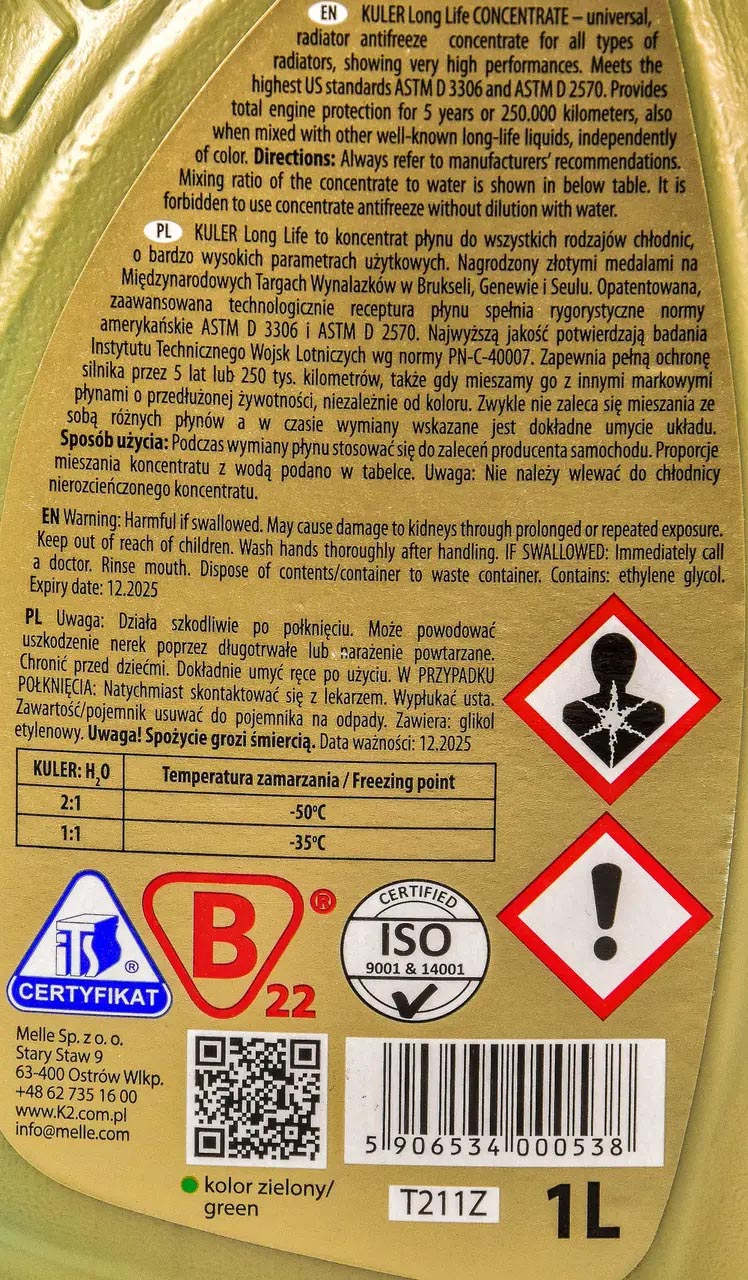 EN KULER Long Life CONCENTRATE – universal,
radiator antifreeze concentrate for all types of
radiators, showing very high performances. Meets the
highest US standards ASTM D 3306 and ASTM D 2570. Provides
total engine protection for 5 years or 250.000 kilometers, also
when mixed with other well-known long-life liquids, independently
of color. Directions: Always refer to manufacturers' recommendations.
Mixing ratio of the concentrate to water is shown in below table. It is
forbidden to use concentrate antifreeze without dilution with water.
PL KULER Long Life to koncentrat płynu do wszystkich rodzajów chłodnic,
o bardzo wysokich parametrach użytkowych. Nagrodzony złotymi medalami na
Międzynarodowych Targach Wynalazków w Brukseli, Genewie i Seulu. Opatentowana,
zaawansowana technologicznie receptura płynu spełnia rygorystyczne normy
amerykańskie ASTM D 3306 i ASTM D 2570. Najwyższą jakość potwierdzają badania
Instytutu Technicznego Wojsk Lotniczych wg normy PN-C-40007. Zapewnia pełną ochronę
silnika przez 5 lat lub 250 tys. kilometrów, także gdy mieszamy go z innymi markowymi
płynami o przedłużonej żywotności, niezależnie od koloru. Zwykle nie zaleca się mieszania ze
sobą różnych płynów a w czasie wymiany wskazane jest dokładne umycie układu.
Sposób użycia: Podczas wymiany płynu stosować się do zaleceń producenta samochodu. Proporcje
mieszania koncentratu z wodą podano w tabelce. Uwaga: Nie należy wlewać do chłodnicy
nierozcieńczonego koncentratu.
EN Warning: Harmful if swallowed. May cause damage to kidneys through prolonged or repeated exposure.
Keep out of reach of children. Wash hands thoroughly after handling. IF SWALLOWED: Immediately call
a doctor. Rinse mouth. Dispose of contents/container to waste container. Contains: ethylene glycol.
Expiry date: 12.2025
PL Uwaga: Działa szkodliwie po połknięciu. Może powodować
uszkodzenie nerek poprzez długotrwałe lub narażenie powtarzane.
Chronić przed dziećmi. Dokładnie umyć ręce po użyciu. W PRZYPADKU
POŁKNIĘCIA: Natychmiast skontaktować się z lekarzem. Wypłukać usta.
Zawartość/pojemnik usuwać do pojemnika na odpady. Zawiera: glikol
etylenowy. Uwaga! Spożycie grozi śmiercią. Data ważności: 12.2025
KULER: H₂O Temperatura zamarzania / Freezing point
2:1 -50°C
1:1 -35°C
ITS ®
CERTYFIKAT
B ®
22
CERTIFIED
ISO
9001 & 14001
Melle Sp. z o. o.
Stary Staw 9
63-400 Ostrów Wlkp.
+48 62 735 16 00
www.K2.com.pl
info@melle.com
5 906534 000538
kolor zielony/
green
T211Z
1L